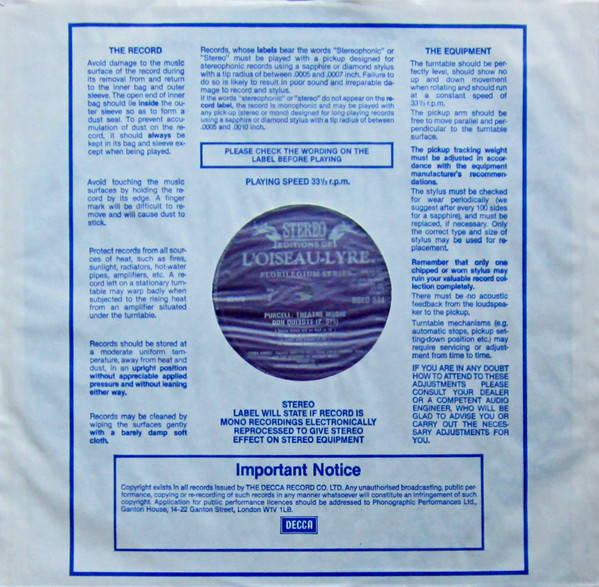 THE RECORD
Avoid damage to the music
surface of the record during
its removal from and return
to the inner bag and outer
sleeve. The open end of inner
bag should lie inside the out-
er sleeve so as to form a
dust seal. To prevent accu-
mulation of dust on the re-
cord, it should always be
kept in its bag and sleeve ex-
cept when being played.
Avoid touching the music
surfaces by holding the re-
cord by its edge. A finger
mark will be difficult to re-
move and will cause dust to
stick.
Protect records from all sour-
ces of heat, such as fires,
sunlight, radiators, hot-water
pipes, amplifiers, etc. A re-
cord left on a stationary turn-
table may warp badly when
subjected to the rising heat
from an amplifier situated
under the turntable.
Records should be stored at
a moderate uniform tem-
perature, away from heat and
dust, in an upright position
without appreciable applied
pressure and without leaning
either way.
Records may be cleaned by
wiping the surfaces gently
with a barely damp soft
cloth.
Records, whose labels bear the words "Stereophonic" or
"Stereo" must be played with a pickup designed for
stereophonic records using a sapphire or diamond stylus
with a tip radius of between .0005 and .0007 inch. Failure to
do so is likely to result in poor sound and irreparable da-
mage to record and stylus.
If the words "stereophonic" or "stereo" do not appear on the re-
cord label, the record is monophonic and may be played with
any pick-up (stereo or mono) designed for long playing records
using a sapphire or diamond stylus with a tip radius of between
.0005 and .0010 inch.
PLEASE CHECK THE WORDING ON THE
LABEL BEFORE PLAYING
PLAYING SPEED 33⅓ r.p.m.
STEREO
EDITIONS DE
L'OISEAU-LYRE
FLORILEGIUM SERIES
PURCELL: THEATRE MUSIC
STEREO
LABEL WILL STATE IF RECORD IS
MONO RECORDINGS ELECTRONICALLY
REPROCESSED TO GIVE STEREO
EFFECT ON STEREO EQUIPMENT
THE EQUIPMENT
The turntable should be per-
fectly level, should show no
up and down movement
when rotating and should run
at a constant speed of
33⅓ r.p.m.
The pickup arm should be
free to move parallel and per-
pendicular to the turntable
surface.
The pickup tracking weight
must be adjusted in accor-
dance with the equipment
manufacturer's recommen-
dations.
The stylus must be checked
for wear periodically (we
suggest after every 100 sides
for a sapphire), and must be
replaced, if necessary. Only
the correct type and size of
stylus may be used for re-
placement.
Remember that only one
chipped or worn stylus may
ruin your valuable record col-
lection completely.
There must be no acoustic
feedback from the loudspea-
ker to the pickup.
Turntable mechanisms (e.g.
automatic stops, pickup set-
ting-down position etc.) may
require servicing or adjust-
ment from time to time.
IF YOU ARE IN ANY DOUBT
HOW TO ATTEND TO THESE
ADJUSTMENTS PLEASE
CONSULT YOUR DEALER
OR A COMPETENT AUDIO
ENGINEER, WHO WILL BE
GLAD TO ADVISE YOU OR
CARRY OUT THE NECES-
SARY ADJUSTMENTS FOR
YOU.
Important Notice
Copyright exists in all records issued by THE DECCA RECORD CO. LTD. Any unauthorised broadcasting, public per-
formance, copying or re-recording of such records in any manner whatsoever will constitute an infringement of such
copyright. Application for public performance licences should be addressed to Phonographic Performances Ltd.,
Ganton House, 14-22 Ganton Street, London W1V 1LB.
DECCA